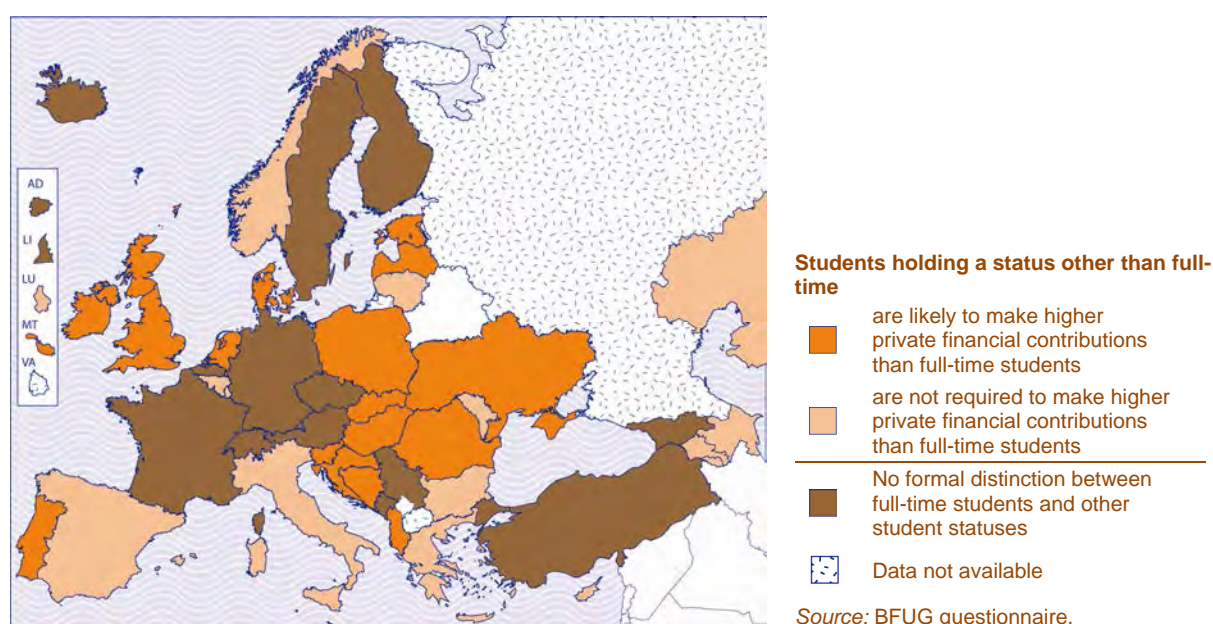 AD
LI
LU
MT
VA
Students holding a status other than full-
time
are likely to make higher
private financial contributions
than full-time students
are not required to make higher
private financial contributions
than full-time students
No formal distinction between
full-time students and other
student statuses
Data not available
Source: BFUG questionnaire.